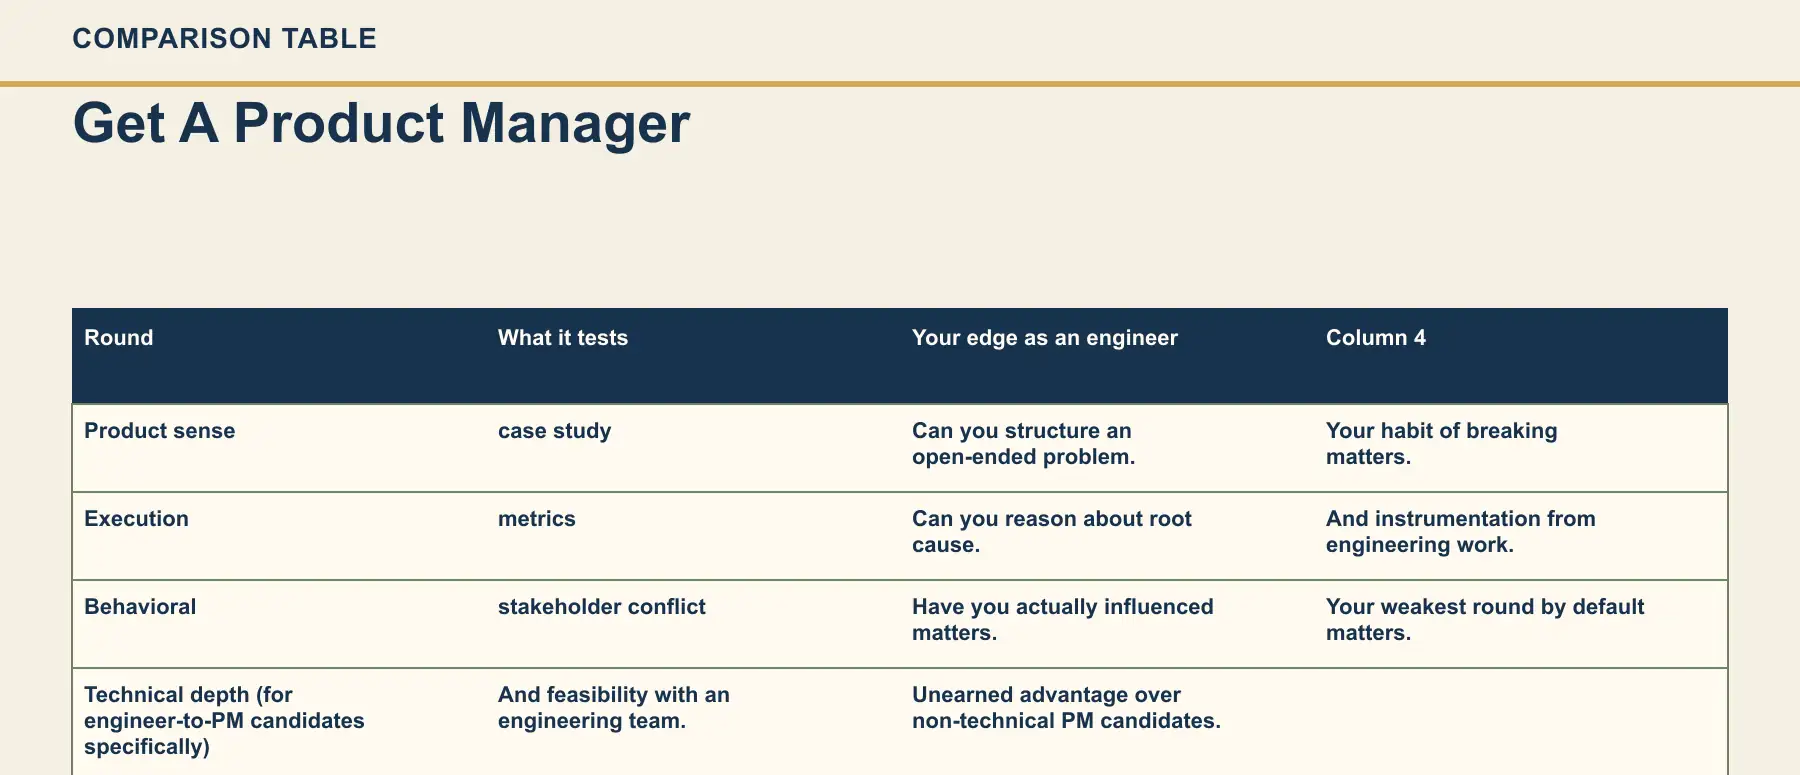 COMPARISON TABLE
Get A Product Manager
Round What it tests Your edge as an engineer Column 4
Product sense case study Can you structure an Your habit of breaking
open-ended problem. matters.
Execution metrics Can you reason about root And instrumentation from
cause. engineering work.
Behavioral stakeholder conflict Have you actually influenced Your weakest round by default
matters. matters.
Technical depth (for And feasibility with an Unearned advantage over
engineer-to-PM candidates engineering team. non-technical PM candidates.
specifically)